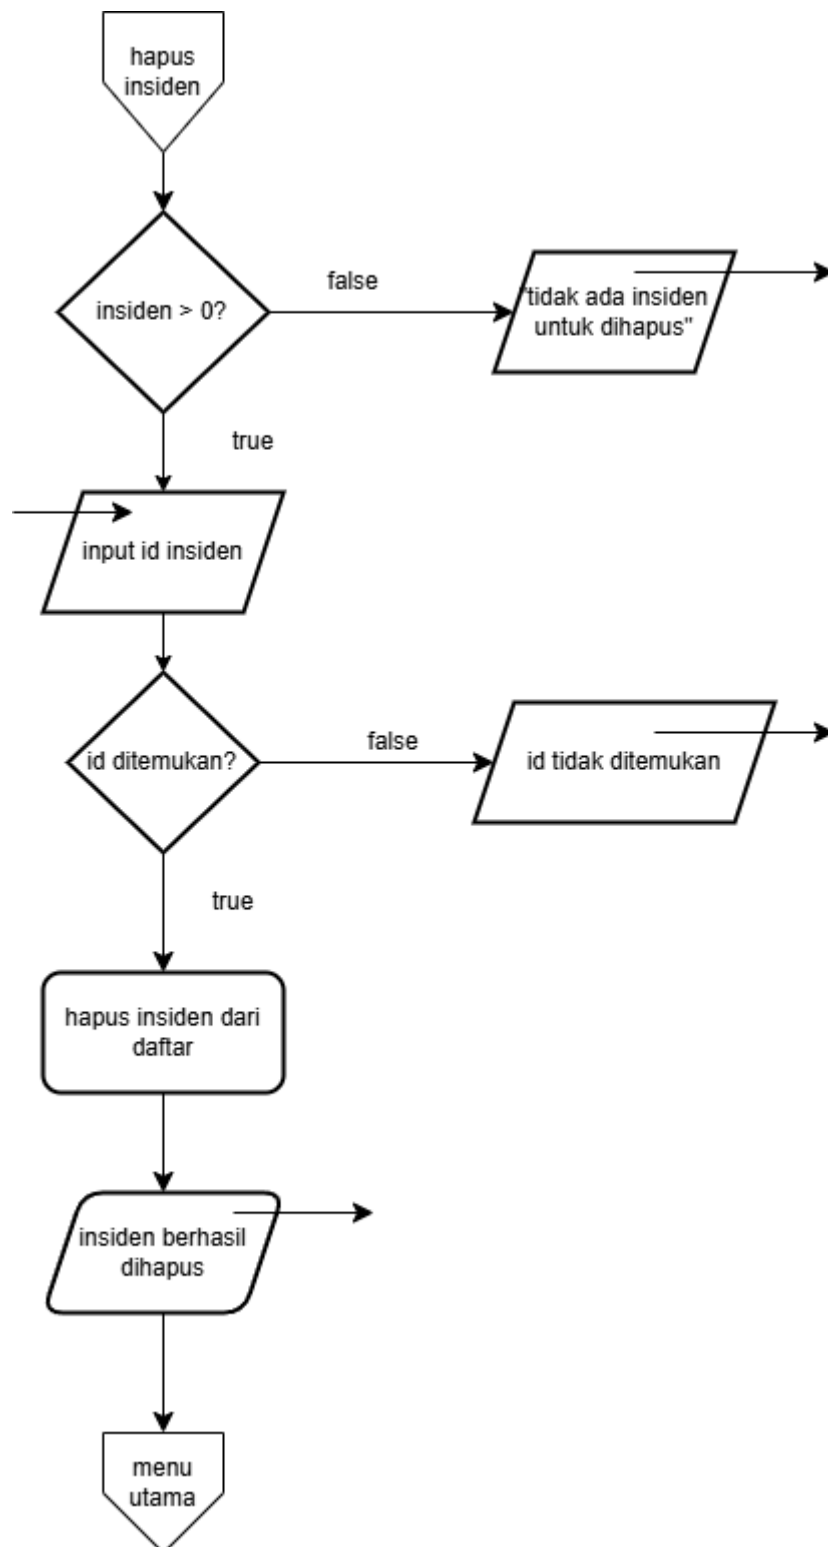 hapus
insiden
insiden > 0?
false
"tidak ada insiden
untuk dihapus"
true
input id insiden
id ditemukan?
false
id tidak ditemukan
true
hapus insiden dari
daftar
insiden berhasil
dihapus
menu
utama